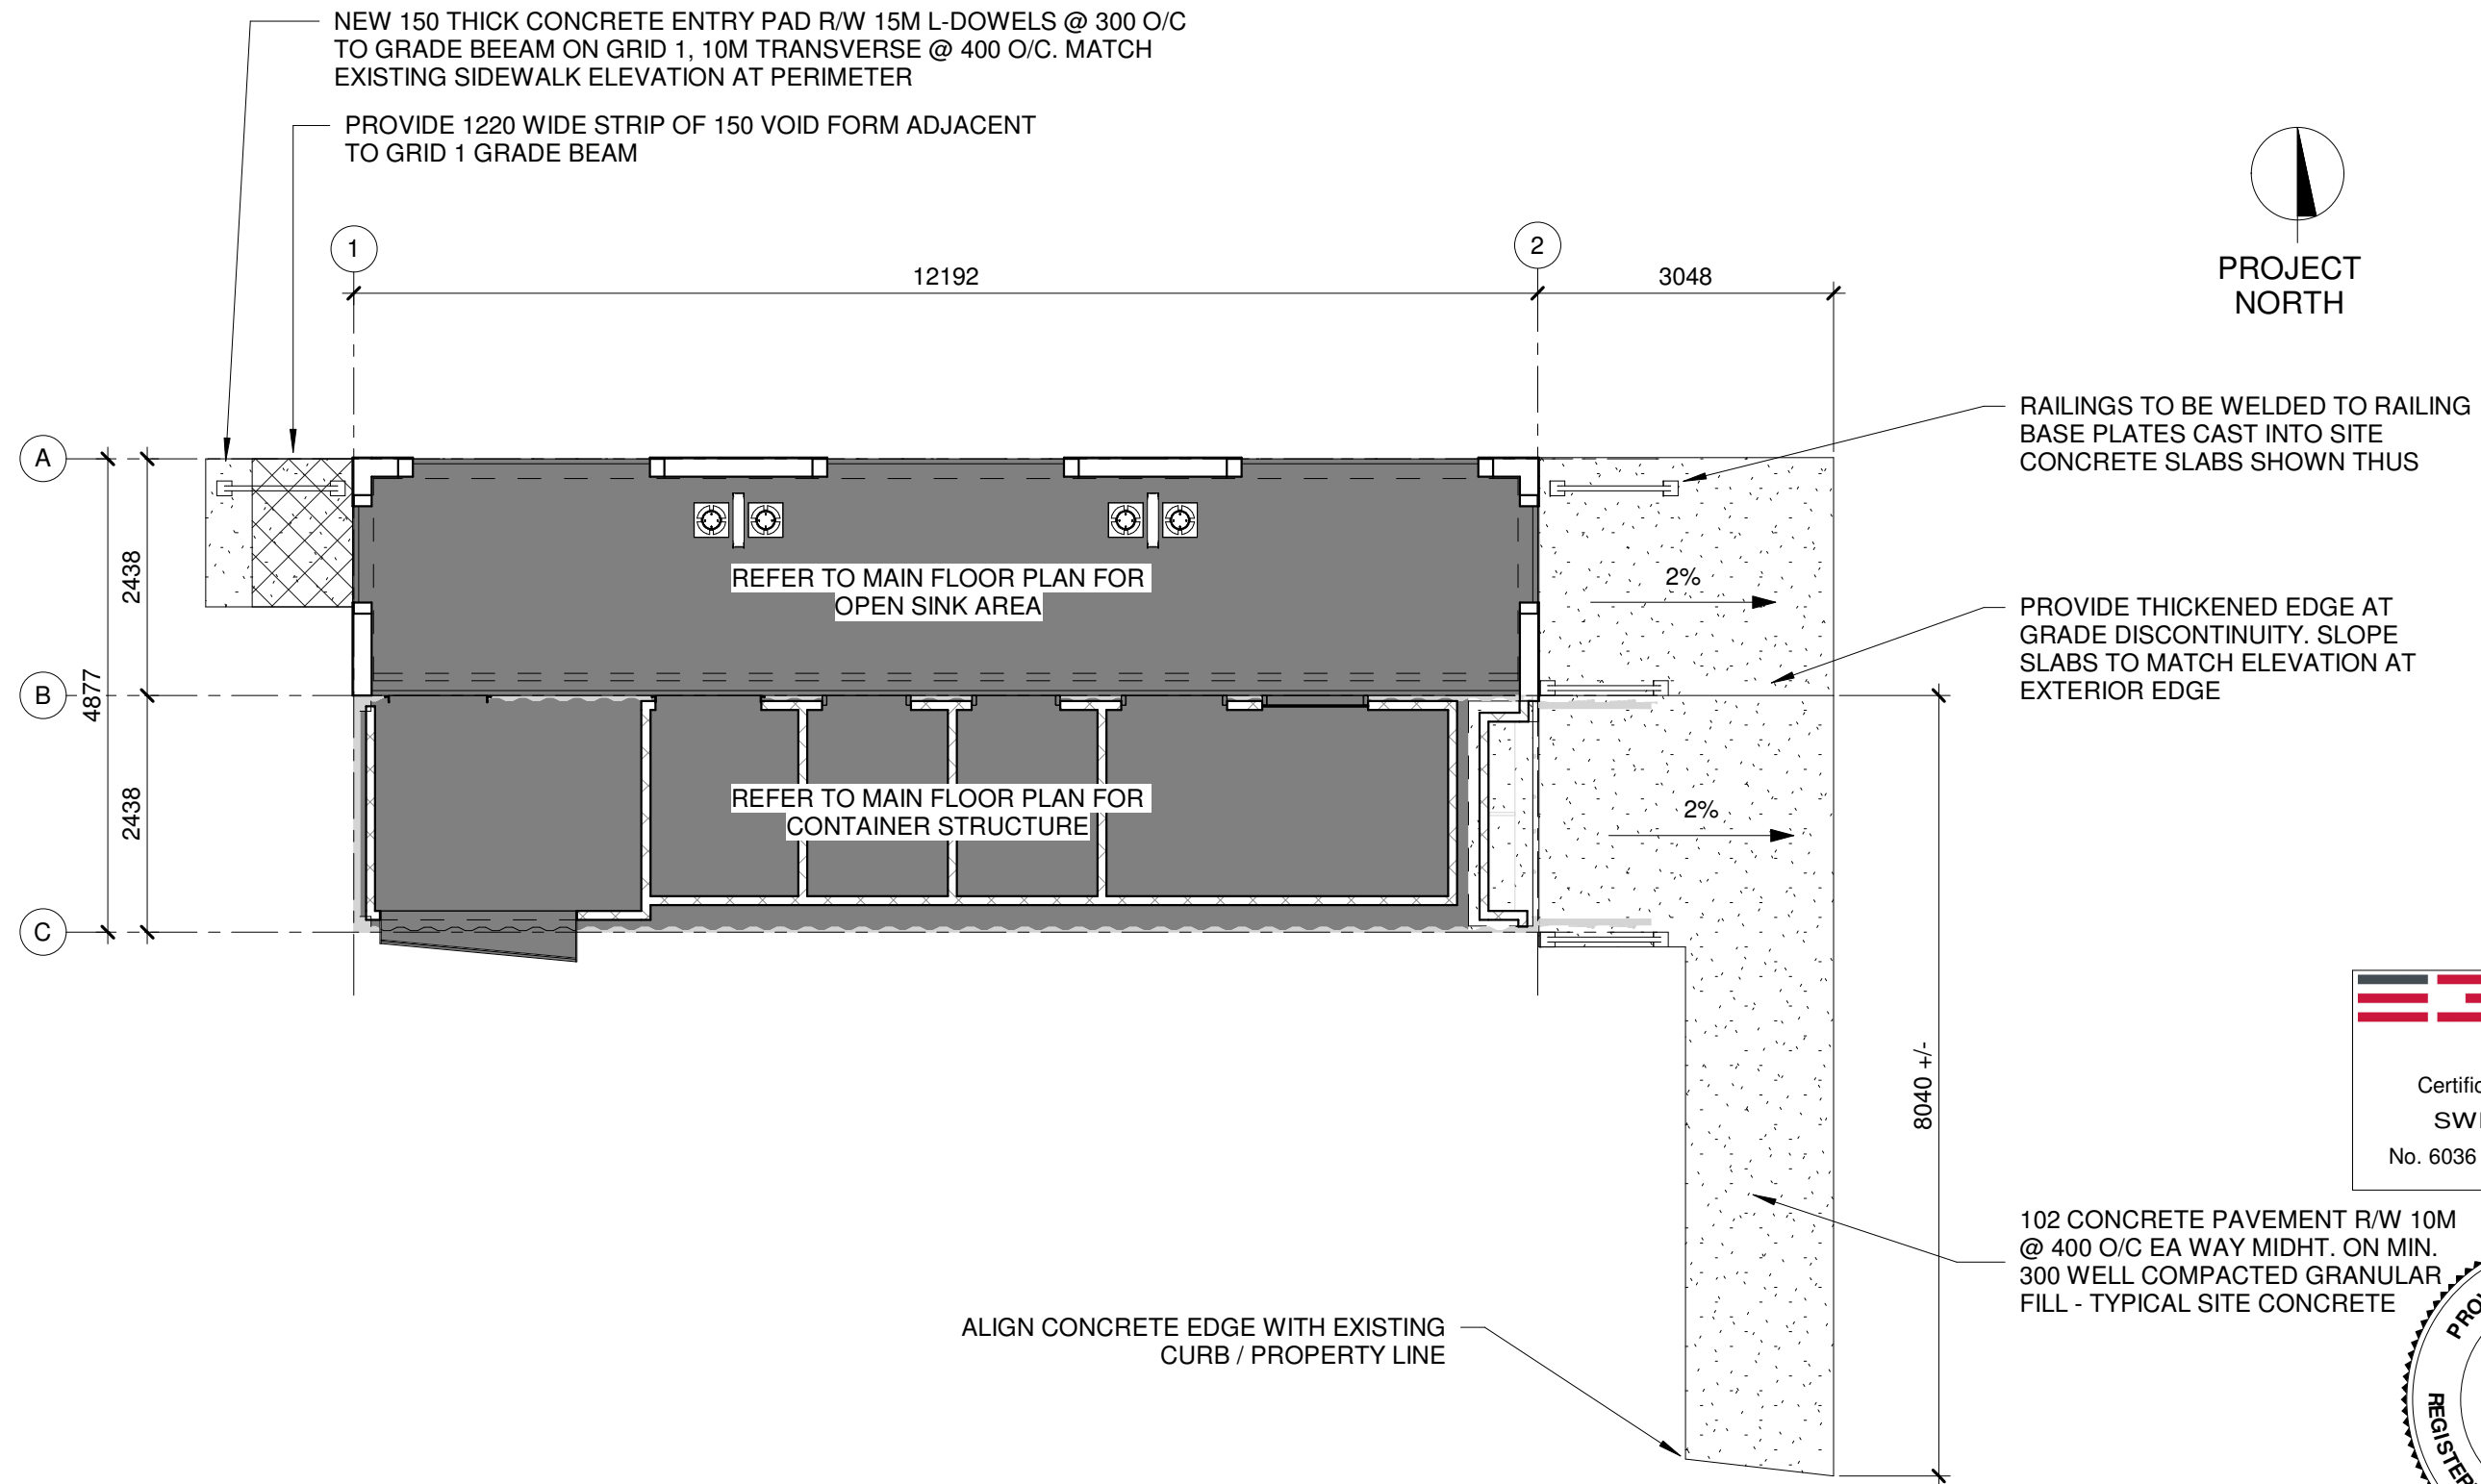 NEW 150 THICK CONCRETE ENTRY PAD R/W 15M L-DOWELS @ 300 O/C
TO GRADE BEEAM ON GRID 1, 10M TRANSVERSE @ 400 O/C. MATCH
EXISTING SIDEWALK ELEVATION AT PERIMETER
PROVIDE 1220 WIDE STRIP OF 150 VOID FORM ADJACENT
TO GRID 1 GRADE BEAM
PROJECT
NORTH
1
2
12192
3048
RAILINGS TO BE WELDED TO RAILING
BASE PLATES CAST INTO SITE
CONCRETE SLABS SHOWN THUS
A
B
C
2438
4877
2438
REFER TO MAIN FLOOR PLAN FOR
OPEN SINK AREA
2%
PROVIDE THICKENED EDGE AT
GRADE DISCONTINUITY. SLOPE
SLABS TO MATCH ELEVATION AT
EXTERIOR EDGE
REFER TO MAIN FLOOR PLAN FOR
CONTAINER STRUCTURE
2%
8040 +/-
No. 6036
102 CONCRETE PAVEMENT R/W 10M
@ 400 O/C EA WAY MIDHT. ON MIN.
300 WELL COMPACTED GRANULAR
FILL - TYPICAL SITE CONCRETE
ALIGN CONCRETE EDGE WITH EXISTING
CURB / PROPERTY LINE